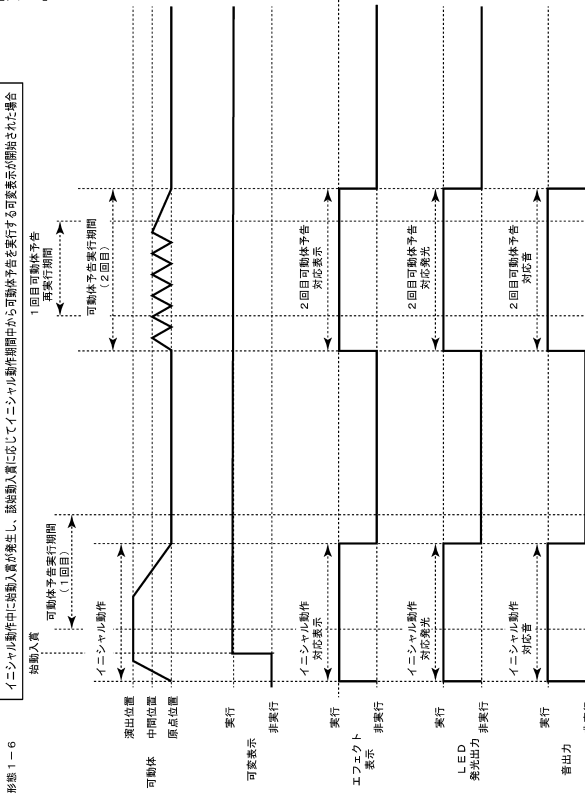 形態１－６
イニシャル動作中に始動入賞が発生し、該始動入賞に応じてイニシャル動作期間中から可動体予告を実行する可変表示が開始された場合
始動入賞
可動体予告実行期間
（１回目）
１回目可動体予告
再実行期間
可動体予告実行期間
（２回目）
イニシャル動作
可動体
演出位置
中間位置
原点位置
可変表示
実行
非実行
エフェクト
表示
実行
非実行
イニシャル動作
対応表示
２回目可動体予告
対応表示
ＬＥＤ
発光出力
実行
非実行
イニシャル動作
対応発光
２回目可動体予告
対応発光
音出力
実行
イニシャル動作
対応音
２回目可動体予告
対応音